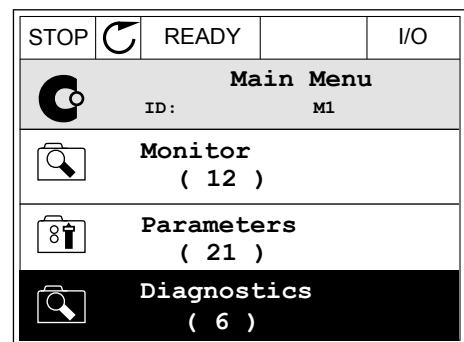 STOP READY I/O
Main Menu
ID: M1
Monitor
( 12 )
Parameters
( 21 )
Diagnostics
( 6 )